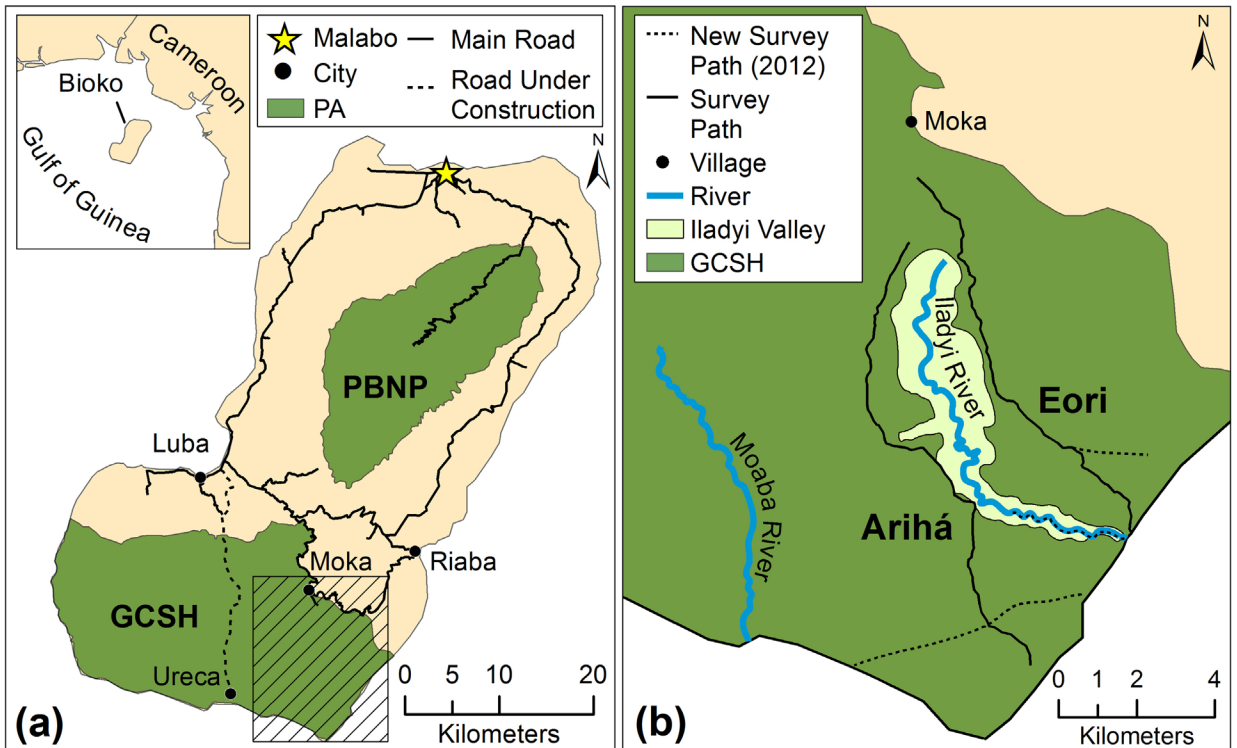 Cameroon
Bioko
Gulf of Guinea
Malabo
City
PA
Main Road
Road Under
Construction
N
PBNP
Luba
Moka
Riaba
GCSH
Ureca
0 5 10 20
Kilometers
(a)
New Survey
Path (2012)
Survey
Path
Village
River
Iladyi Valley
GCSH
N
Moka
Iladyi River
Eori
Moaba River
Arihá
0 1 2 4
Kilometers
(b)